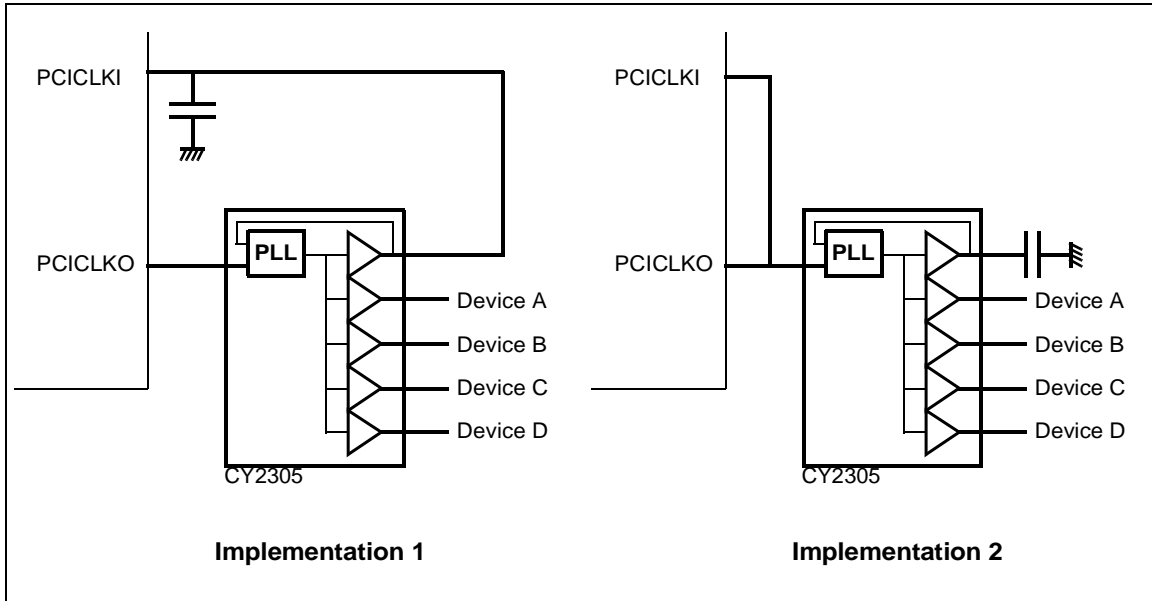 PCICLKI
PCICLKO
PLL
Device A
Device B
Device C
Device D
CY2305
Implementation 1
PCICLKI
PCICLKO
PLL
Device A
Device B
Device C
Device D
CY2305
Implementation 2